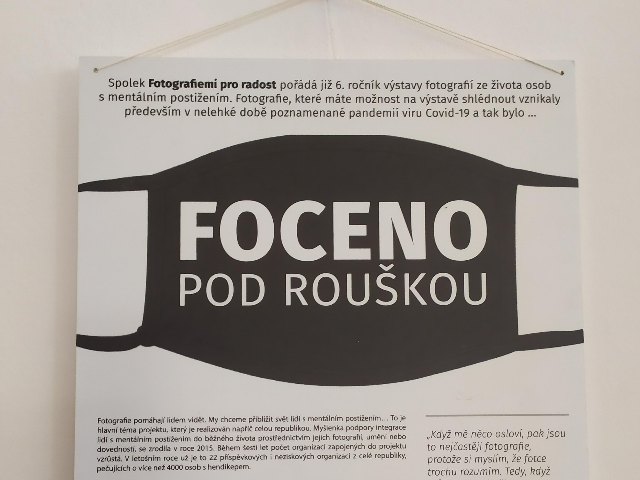 Spolek Fotografiemi pro radost pořádá již 6. ročník výstavy fotografií ze života osob
s mentálním postižením. Fotografie, které máte možnost na výstavě shlédnout vznikaly
především v nelehké době poznamenané pandemii viru Covid-19 a tak bylo ...
FOCENO
POD ROUŠKOU
Fotografie pomáhají lidem vidět. My chceme přiblížit svět lidí s mentálním postižením... To je
hlavní téma projektu, který je realizován napříč celou republikou. Myšlenka podpory integrace
lidí s mentálním postižením do běžného života prostřednictvím jejich fotografií, umění nebo
dovedností, se zrodila v roce 2015. Během šesti let počet organizací zapojených do projektu
vzrůstá. V letošním roce už je to 22 příspěvkových i neziskových organizací z celé republiky,
pečujících o více než 4000 osob s hendikepem.
„Když mě něco osloví, pak jsou
to nejčastěji fotografie,
protože si myslím, že fotce
trochu rozumím. Tedy, když